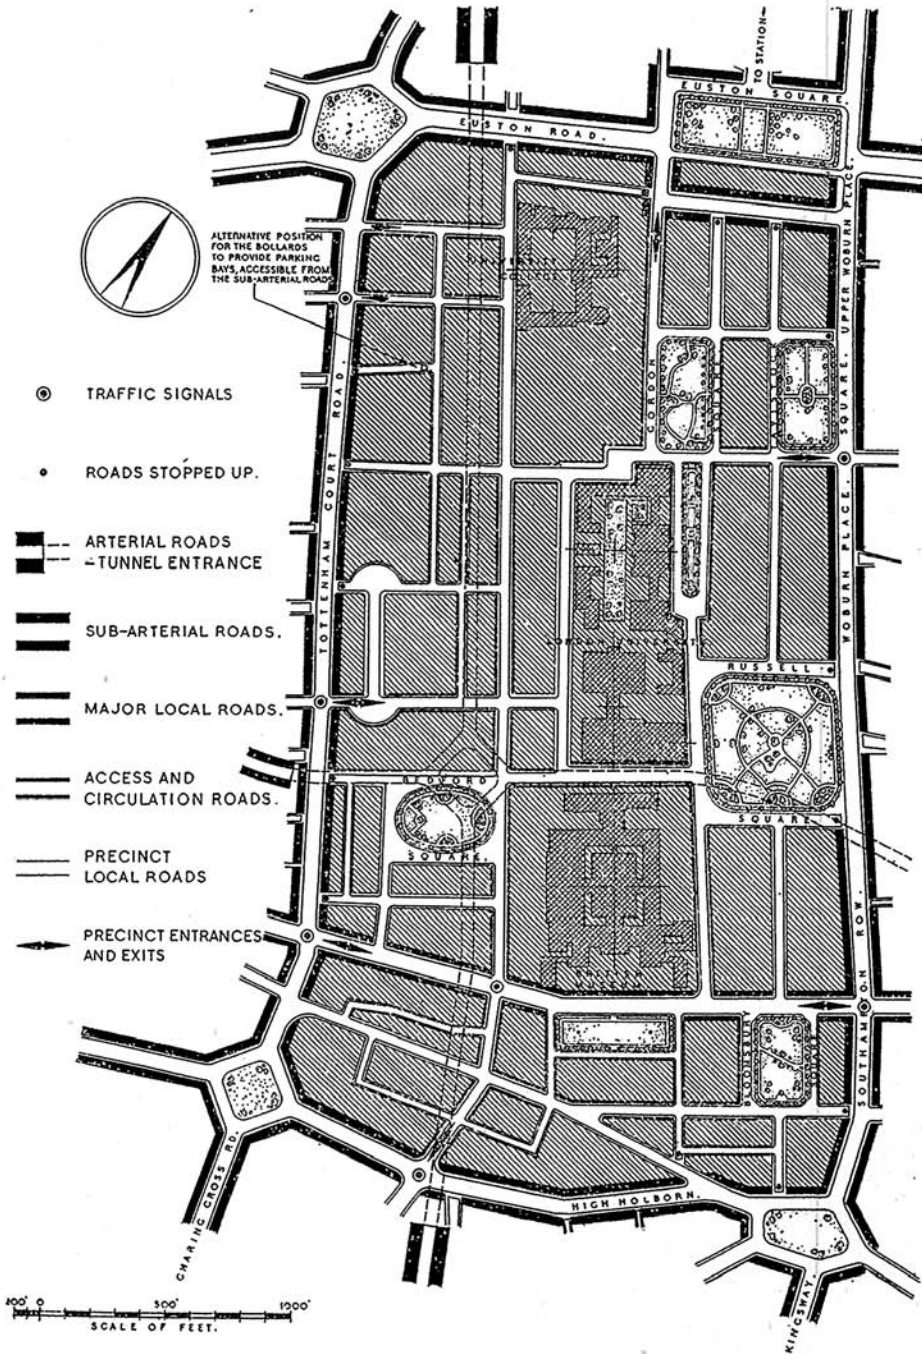 TO STATION
EUSTON SQUARE.
EUSTON ROAD.
UPPER WOBURN PLACE.
ALTERNATIVE POSITION
FOR THE BOLLARDS
TO PROVIDE PARKING
BAYS, ACCESSIBLE FROM
THE SUB-ARTERIAL ROADS
UNIVERSITY
COLLEGE
GORDON
SQUARE
SQUARE.
TRAFFIC SIGNALS
ROADS STOPPED UP.
TOTTENHAM COURT ROAD.
WOBURN PLACE.
ARTERIAL ROADS
-TUNNEL ENTRANCE
SUB-ARTERIAL ROADS.
LONDON UNIVERSITY
RUSSELL
MAJOR LOCAL ROADS.
BEDFORD
ACCESS AND
CIRCULATION ROADS.
SQUARE
SQUARE.
PRECINCT
LOCAL ROADS
PRECINCT ENTRANCES
AND EXITS
BRITISH
MUSEUM
SOUTHAMPTON ROW.
BLOOMSBURY
SQUARE
CHARING CROSS RD.
HIGH HOLBORN.
KINGSWAY.
200' 0 500' 1000'
SCALE OF FEET.